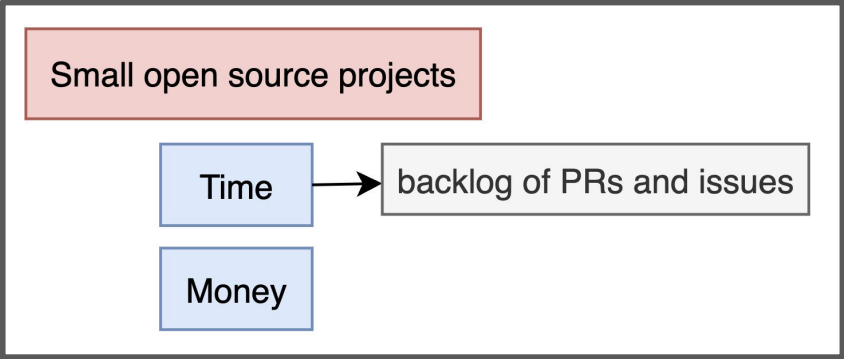 Small open source projects
Time
backlog of PRs and issues
Money